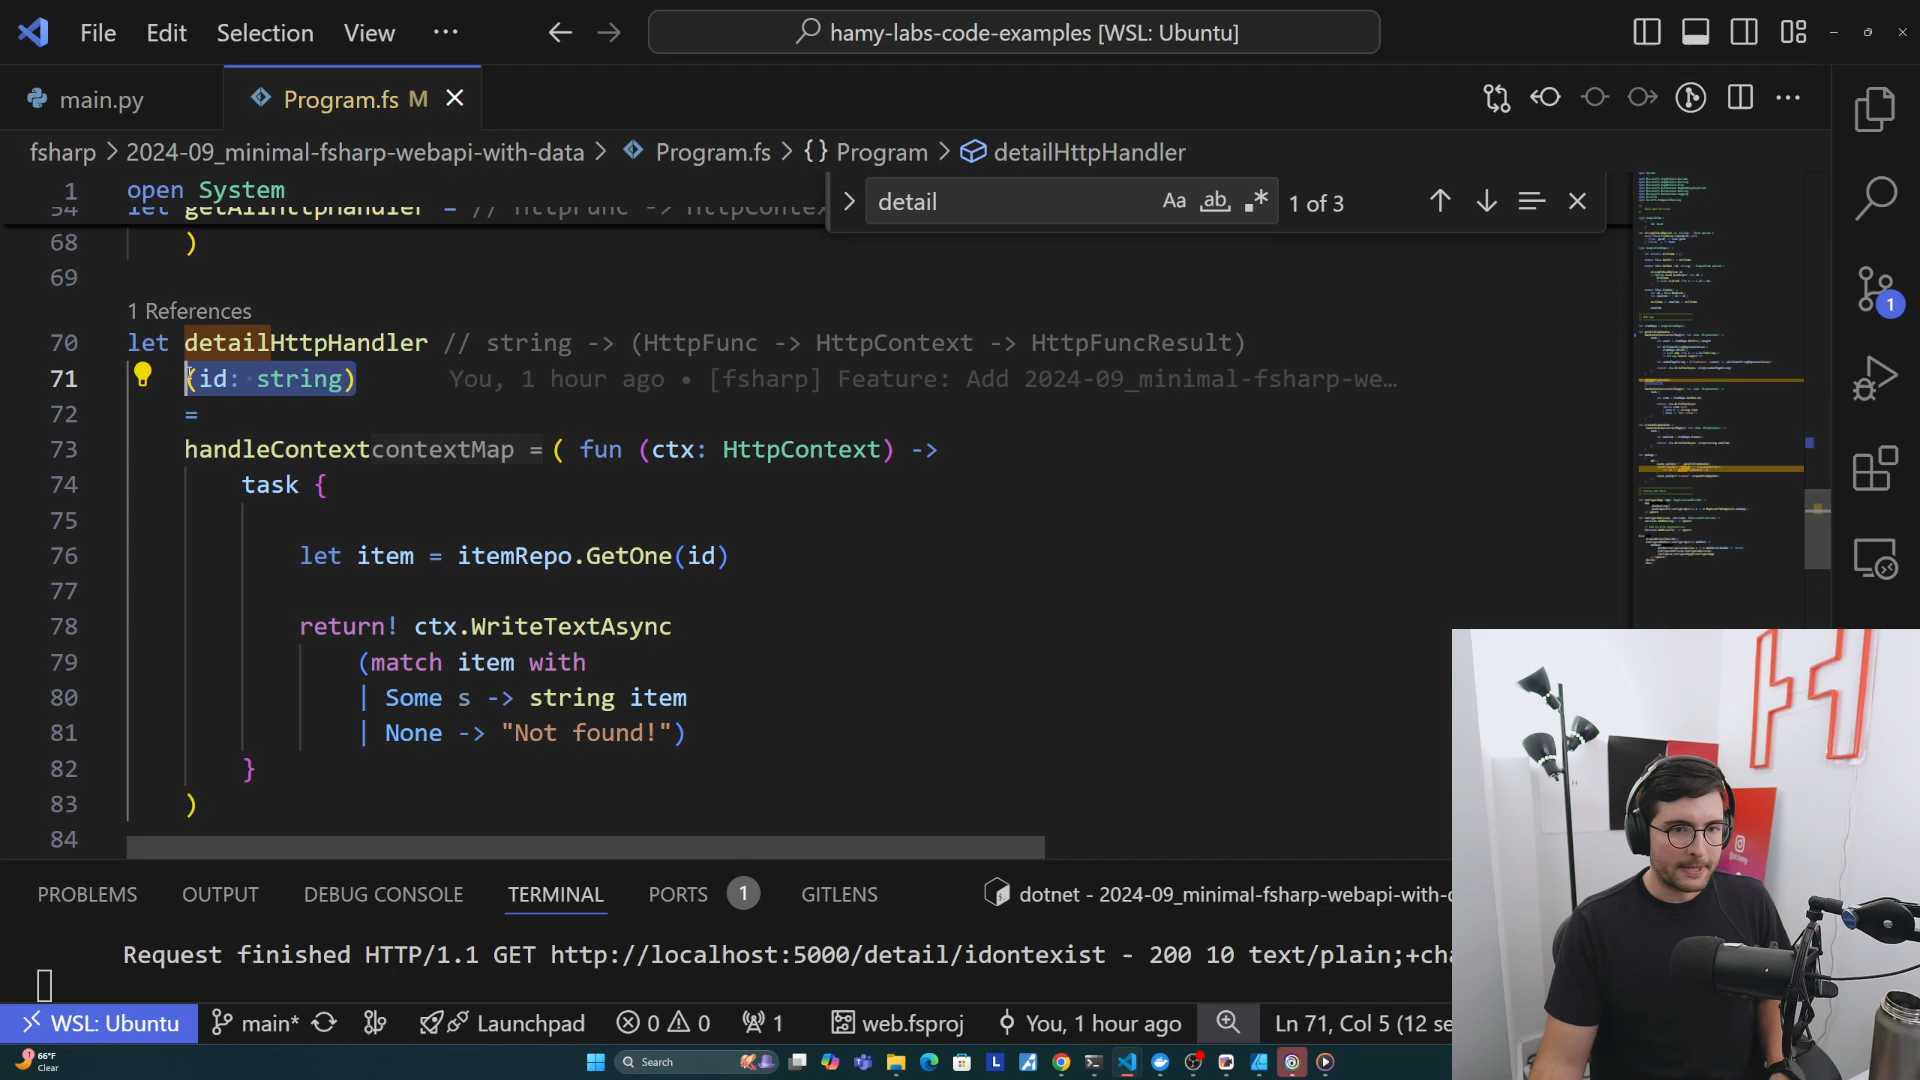 File Edit Selection View ··· hamy-labs-code-examples [WSL: Ubuntu]
main.py Program.fs M
fsharp > 2024-09_minimal-fsharp-webapi-with-data > Program.fs > {} Program > detailHttpHandler
detail Aa ab .* 1 of 3
1 open System
68 )
69
1 References
70 let detailHttpHandler // string -> (HttpFunc -> HttpContext -> HttpFuncResult)
71 (id: string) You, 1 hour ago • [fsharp] Feature: Add 2024-09_minimal-fsharp-we…
72 =
73 handleContextcontextMap =( fun (ctx: HttpContext) ->
74 task {
75
76 let item = itemRepo.GetOne(id)
77
78 return! ctx.WriteTextAsync
79 (match item with
80 | Some s -> string item
81 | None -> "Not found!")
82 }
83 )
84
1
PROBLEMS OUTPUT DEBUG CONSOLE TERMINAL PORTS 1 GITLENS dotnet - 2024-09_minimal-fsharp-webapi-with-
Request finished HTTP/1.1 GET http://localhost:5000/detail/idontexist - 200 10 text/plain;+cha
WSL: Ubuntu main* Launchpad 0 0 1 web.fsproj You, 1 hour ago Ln 71, Col 5 (12 se
66°F
Clear
Search